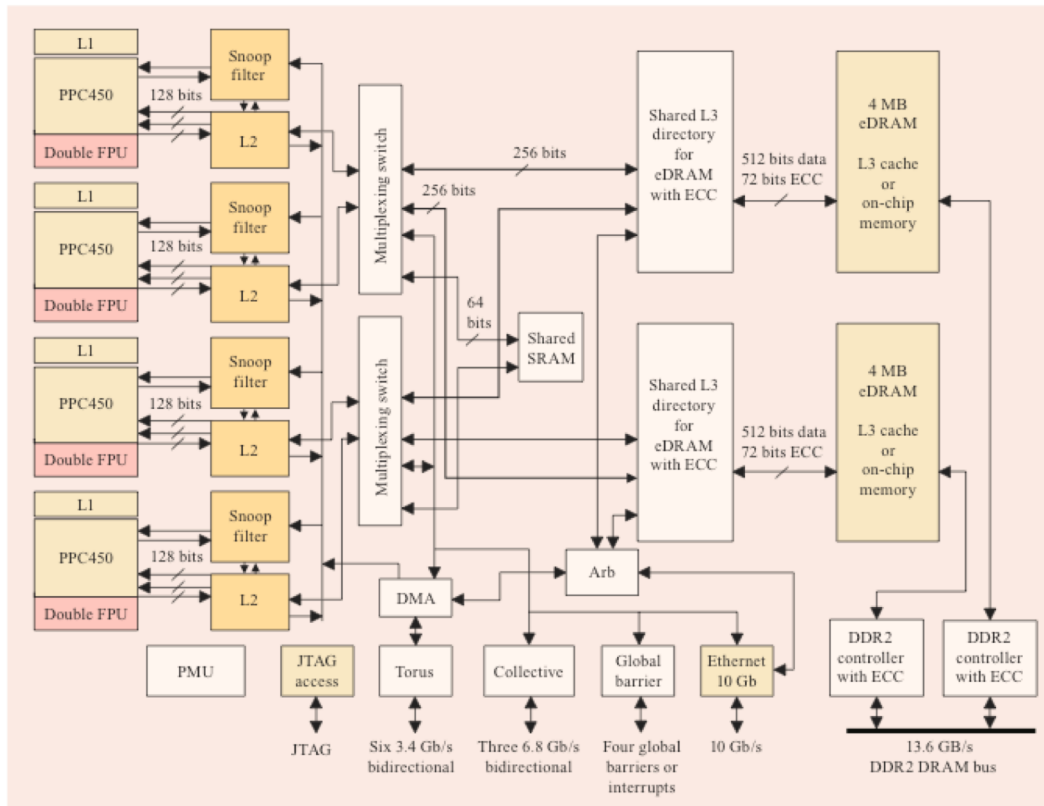 L1
PPC450
Double FPU
128 bits
Snoop
filter
L2
L1
PPC450
Double FPU
128 bits
Snoop
filter
L2
L1
PPC450
Double FPU
128 bits
Snoop
filter
L2
L1
PPC450
Double FPU
128 bits
Snoop
filter
L2
Multiplexing switch
Multiplexing switch
256 bits
256 bits
64
bits
Shared
SRAM
Shared L3
directory
for
eDRAM
with ECC
512 bits data
72 bits ECC
4 MB
eDRAM
L3 cache
or
on-chip
memory
Shared L3
directory
for
eDRAM
with ECC
512 bits data
72 bits ECC
4 MB
eDRAM
L3 cache
or
on-chip
memory
Arb
DMA
PMU
JTAG
access
Torus
Collective
Global
barrier
Ethernet
10 Gb
DDR2
controller
with ECC
DDR2
controller
with ECC
JTAG
Six 3.4 Gb/s
bidirectional
Three 6.8 Gb/s
bidirectional
Four global
barriers or
interrupts
10 Gb/s
13.6 GB/s
DDR2 DRAM bus